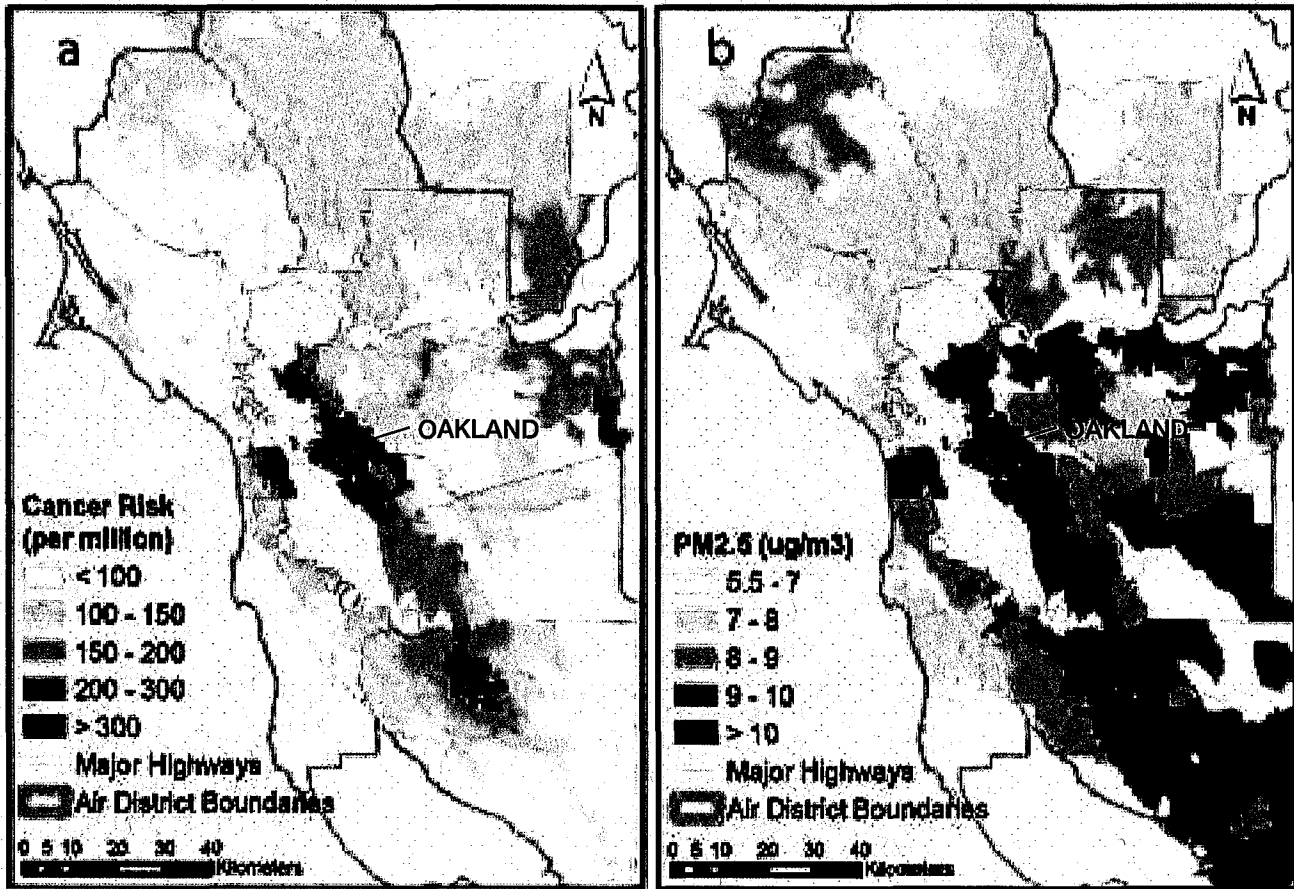 a
N
OAKLAND
Cancer Risk
(per million)
< 100
100 - 150
150 - 200
200 - 300
> 300
Major Highways
Air District Boundaries
0 5 10 20 30 40
Kilometers
b
N
OAKLAND
PM2.5 (ug/m3)
5.5 - 7
7 - 8
8 - 9
9 - 10
> 10
Major Highways
Air District Boundaries
0 5 10 20 30 40
Kilometers